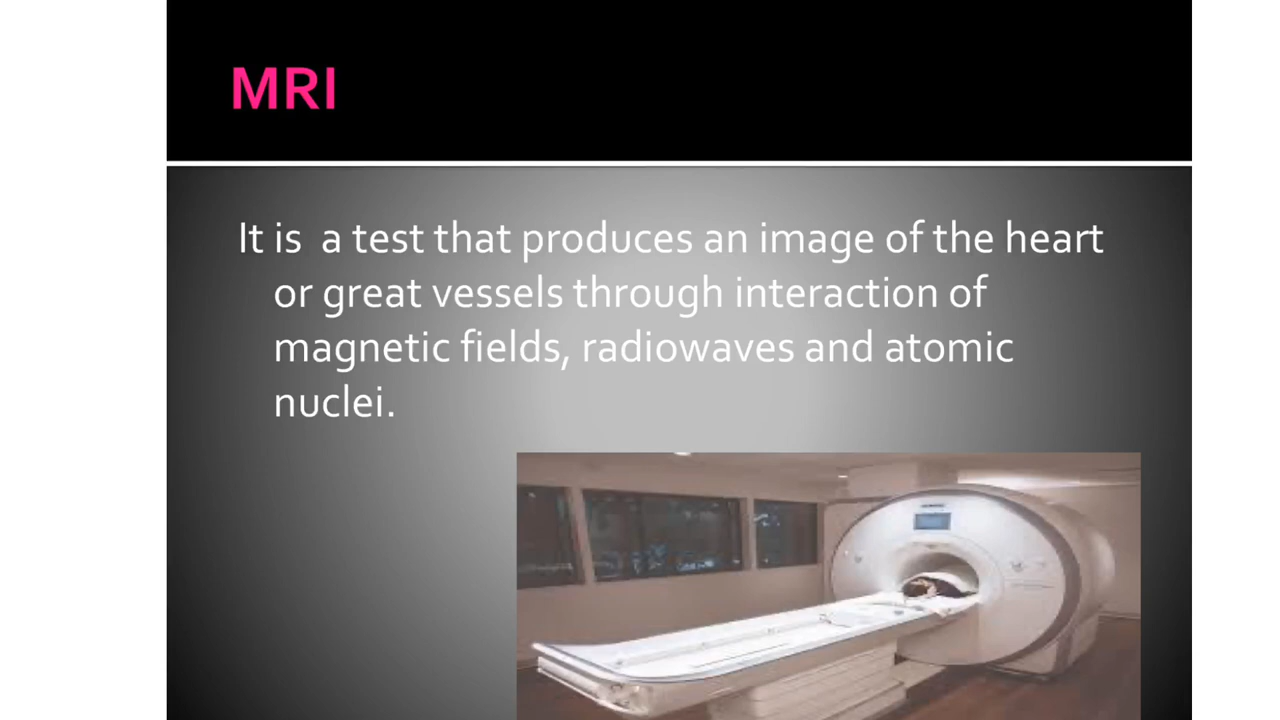 MRI
It is a test that produces an image of the heart
or great vessels through interaction of
magnetic fields, radiowaves and atomic
nuclei.